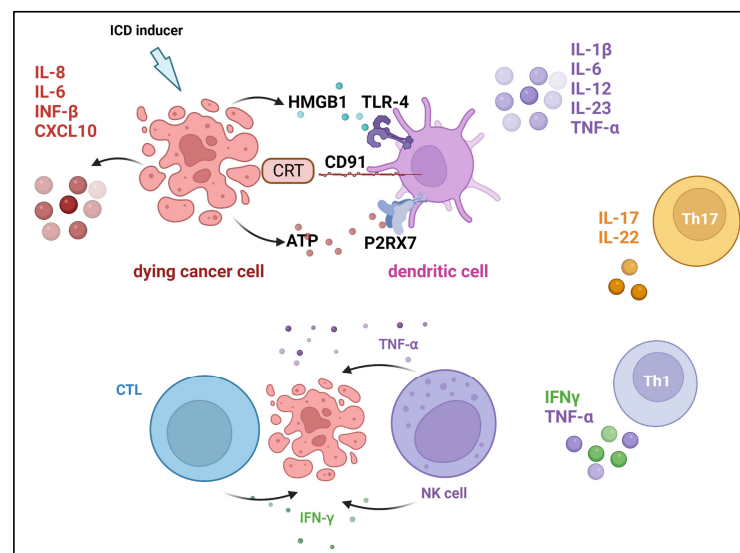 ICD inducer
IL-8
IL-6
INF-β
CXCL10
HMGB1 TLR-4
CRT
CD91
ATP
P2RX7
dying cancer cell
dendritic cell
IL-1β
IL-6
IL-12
IL-23
TNF-α
IL-17
IL-22
Th17
TNF-α
CTL
NK cell
IFN-γ
Th1
IFNγ
TNF-α